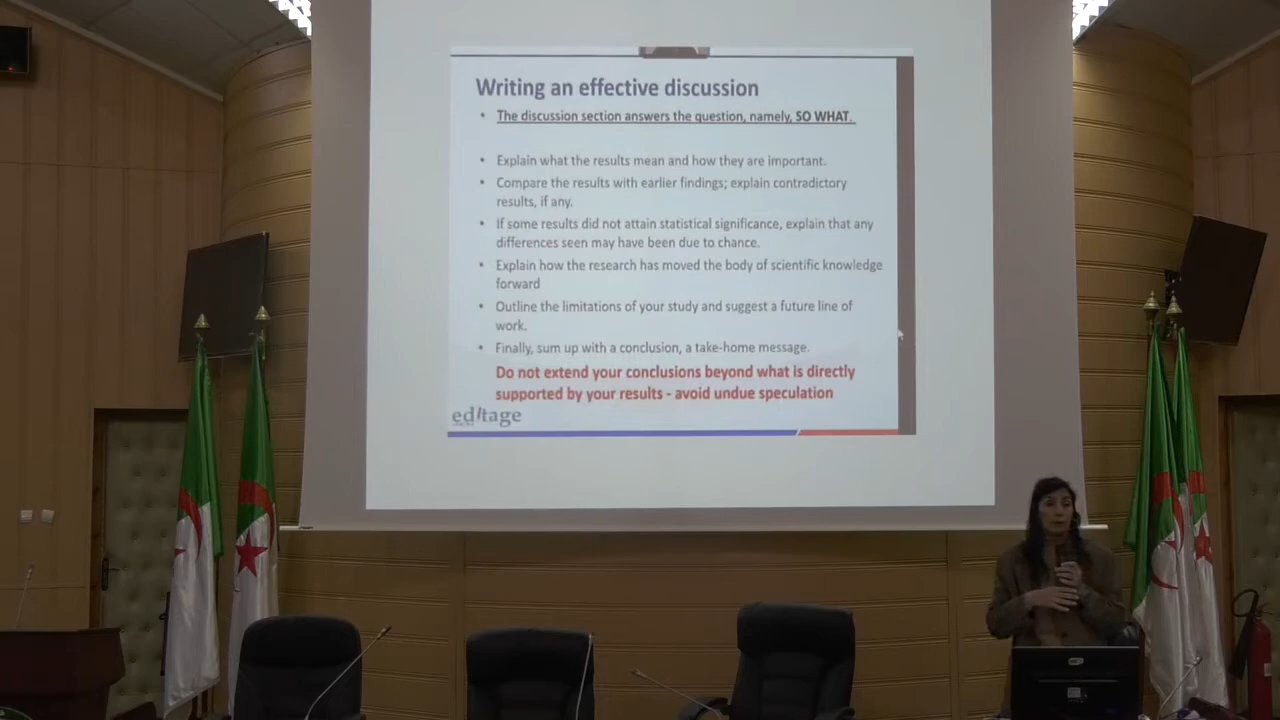 Writing an effective discussion
• The discussion section answers the question, namely, SO WHAT.
• Explain what the results mean and how they are important.
• Compare the results with earlier findings; explain contradictory
results, if any.
• If some results did not attain statistical significance, explain that any
differences seen may have been due to chance.
• Explain how the research has moved the body of scientific knowledge
forward
• Outline the limitations of your study and suggest a future line of
work.
• Finally, sum up with a conclusion, a take-home message.
Do not extend your conclusions beyond what is directly
supported by your results - avoid undue speculation
editage